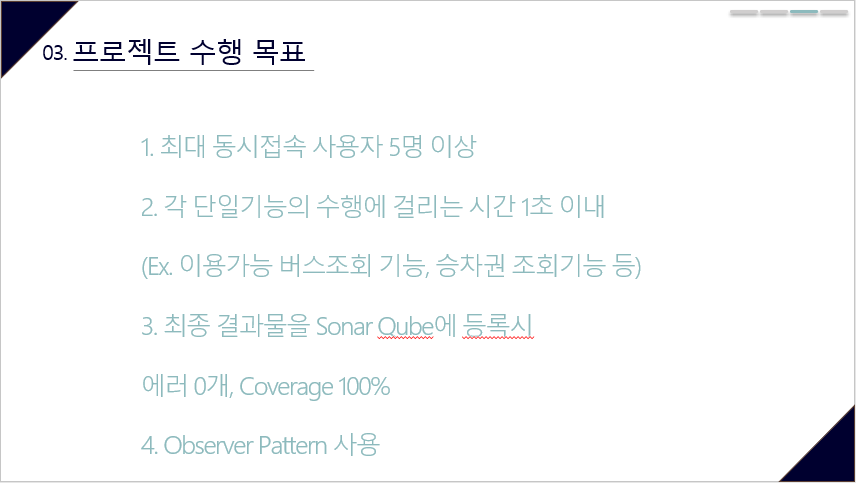 03. 프로젝트 수행 목표
1. 최대 동시접속 사용자 5명 이상
2. 각 단일기능의 수행에 걸리는 시간 1초 이내
(Ex. 이용가능 버스조회 기능, 승차권 조회기능 등)
3. 최종 결과물을 Sonar Qube에 등록시
에러 0개, Coverage 100%
4. Observer Pattern 사용